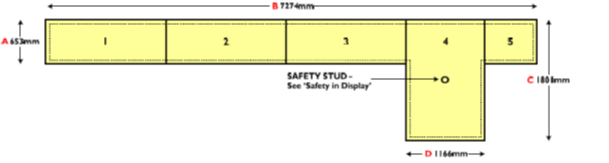 B 7274mm
A 653mm
1 2 3 4 5
SAFETY STUD –
See 'Safety in Display'
C 1808mm
D 1166mm